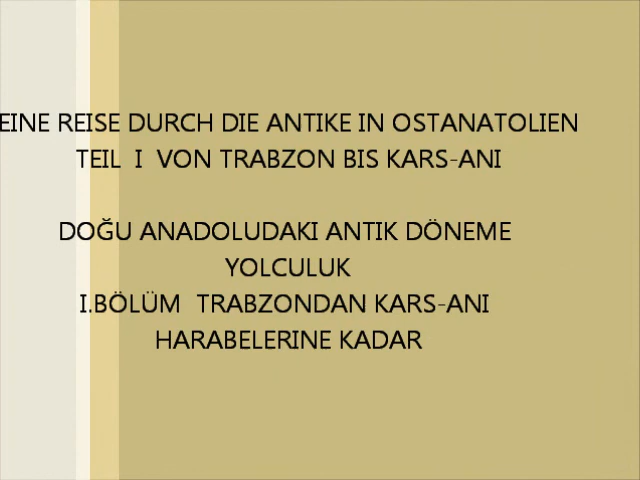 EINE REISE DURCH DIE ANTIKE IN OSTANATOLIEN
TEIL I VON TRABZON BIS KARS-ANI
DOĞU ANADOLUDAKI ANTIK DÖNEME
YOLCULUK
I.BÖLÜM TRABZONDAN KARS-ANI
HARABELERINE KADAR